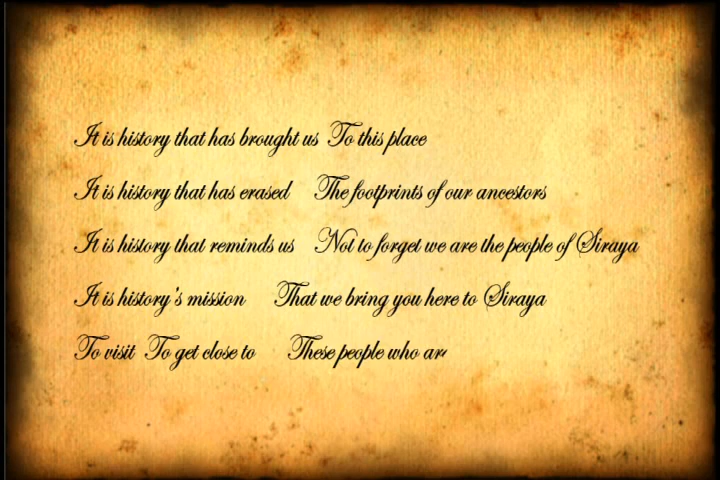 It is history that has brought us To this place
It is history that has erased The footprints of our ancestors
It is history that reminds us Not to forget we are the people of Siraya
It is history's mission That we bring you here to Siraya
To visit To get close to These people who ar